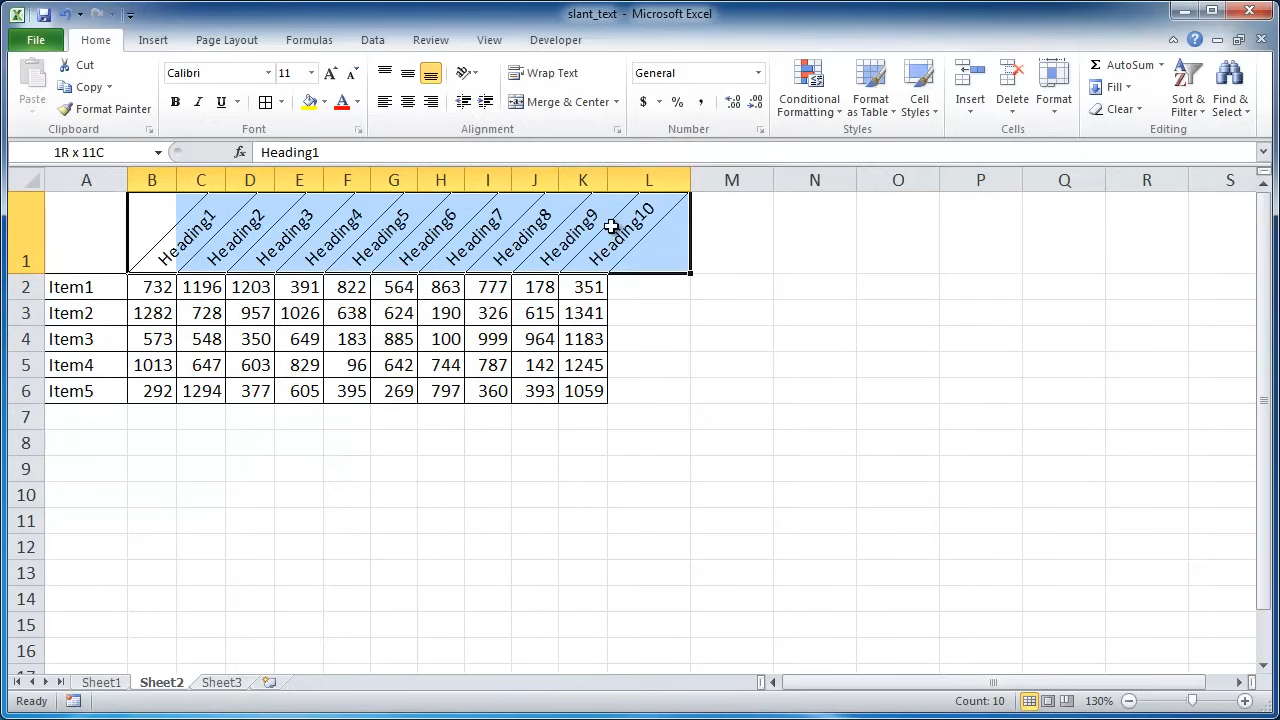 slant_text - Microsoft Excel
File Home Insert Page Layout Formulas Data Review View Developer
Paste
Cut
Copy
Format Painter
Clipboard
Calibri 11
B I U
Font
Wrap Text
Merge & Center
Alignment
General
$ % ,
Number
Conditional Formatting
Format as Table
Cell Styles
Styles
Insert Delete Format
Cells
Σ AutoSum
Fill
Clear
Sort & Filter
Find & Select
Editing
1R x 11C fx Heading1
A B C D E F G H I J K L M N O P Q R S
1 Heading1 Heading2 Heading3 Heading4 Heading5 Heading6 Heading7 Heading8 Heading9 Heading10
2 Item1 732 1196 1203 391 822 564 863 777 178 351
3 Item2 1282 728 957 1026 638 624 190 326 615 1341
4 Item3 573 548 350 649 183 885 100 999 964 1183
5 Item4 1013 647 603 829 96 642 744 787 142 1245
6 Item5 292 1294 377 605 395 269 797 360 393 1059
7
8
9
10
11
12
13
14
15
16
17
Sheet1 Sheet2 Sheet3
Ready Count: 10 130%